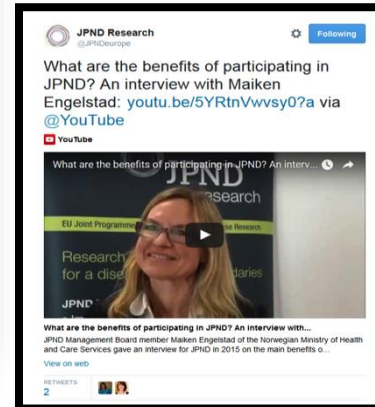 JPND Research
@JPNDeurope
Following
What are the benefits of participating in
JPND? An interview with Maiken
Engelstad: youtu.be/5YRtnVwvsy0?a via
@YouTube
YouTube
What are the benefits of participating in JPND? An interv...
JPND
research
EU Joint Programme
se Research
Research
for a dise
daries
JPND
What are the benefits of participating in JPND? An interview with...
JPND Management Board member Maiken Engelstad of the Norwegian Ministry of Health
and Care Services gave an interview for JPND in 2015 on the main benefits o...
View on web
RETWEETS
2